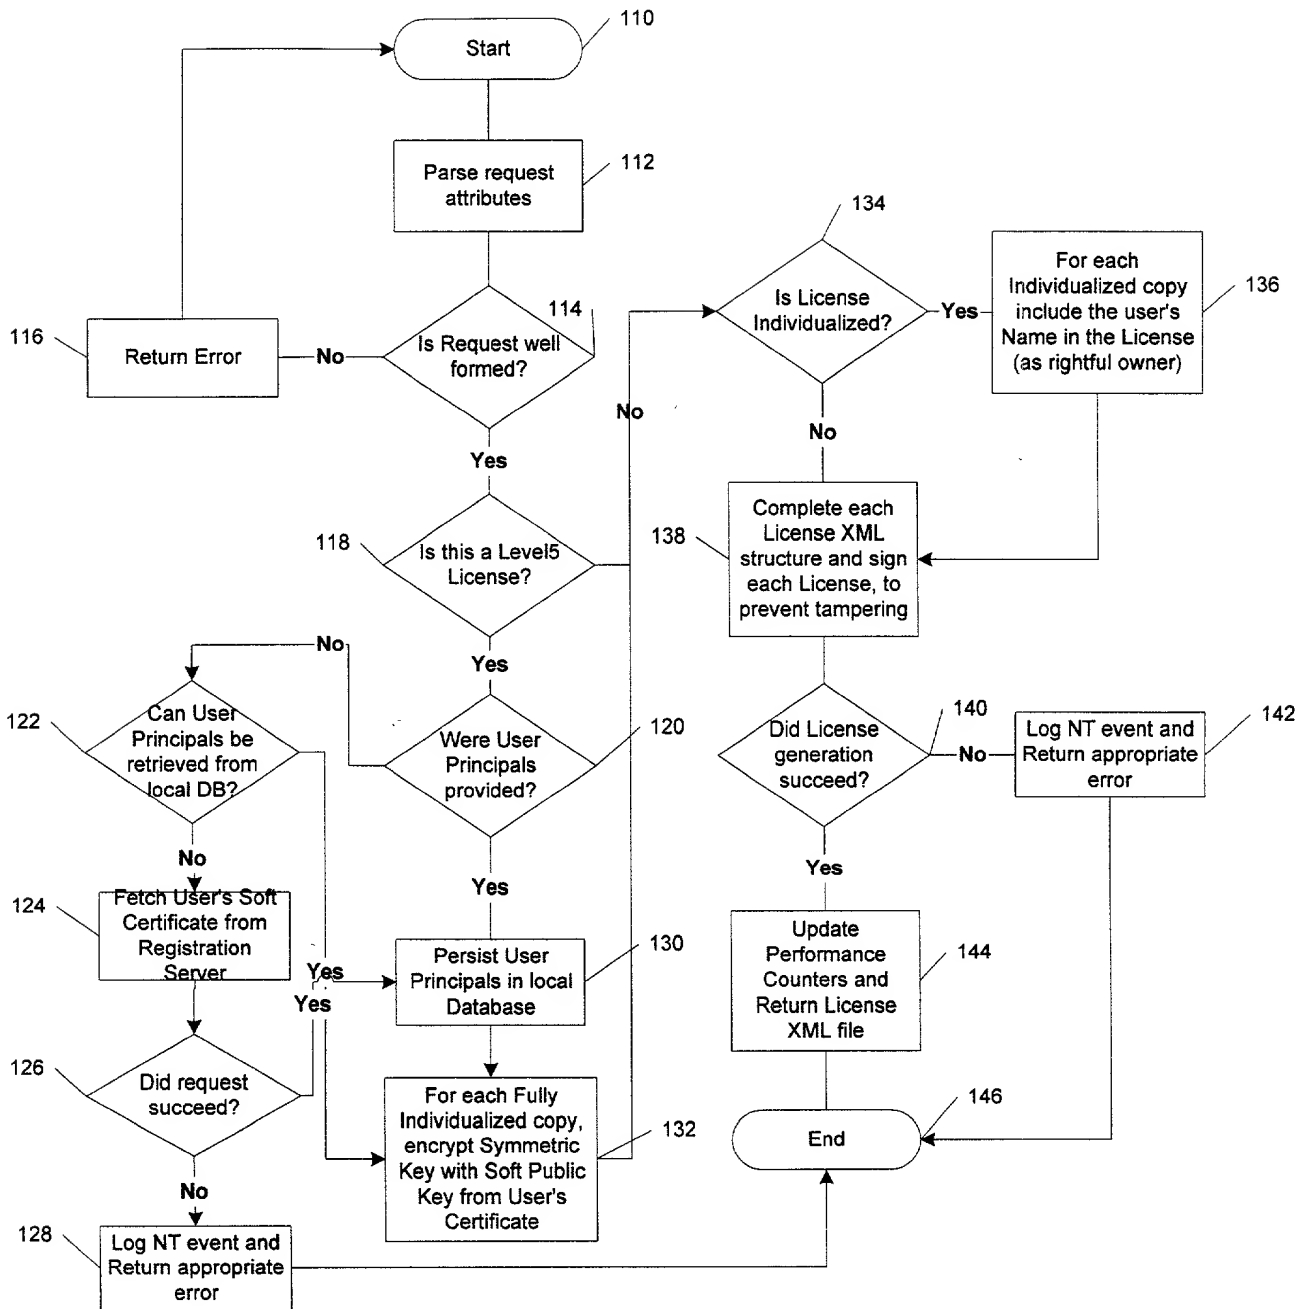 110
Start
Parse request
attributes
112
114
Is Request well
formed?
No
116
Return Error
Yes
118
Is this a Level5
License?
No
Yes
120
Were User
Principals
provided?
No
122
Can User
Principals be
retrieved from
local DB?
No
Yes
124
Fetch User's Soft
Certificate from
Registration
Server
Yes
Yes
126
Did request
succeed?
No
128
Log NT event and
Return appropriate
error
130
Persist User
Principals in local
Database
132
For each Fully
Individualized copy,
encrypt Symmetric
Key with Soft Public
Key from User's
Certificate
134
Is License
Individualized?
Yes
136
For each
Individualized copy
include the user's
Name in the License
(as rightful owner)
No
138
Complete each
License XML
structure and sign
each License, to
prevent tampering
140
Did License
generation
succeed?
No
142
Log NT event and
Return appropriate
error
Yes
144
Update
Performance
Counters and
Return License
XML file
146
End